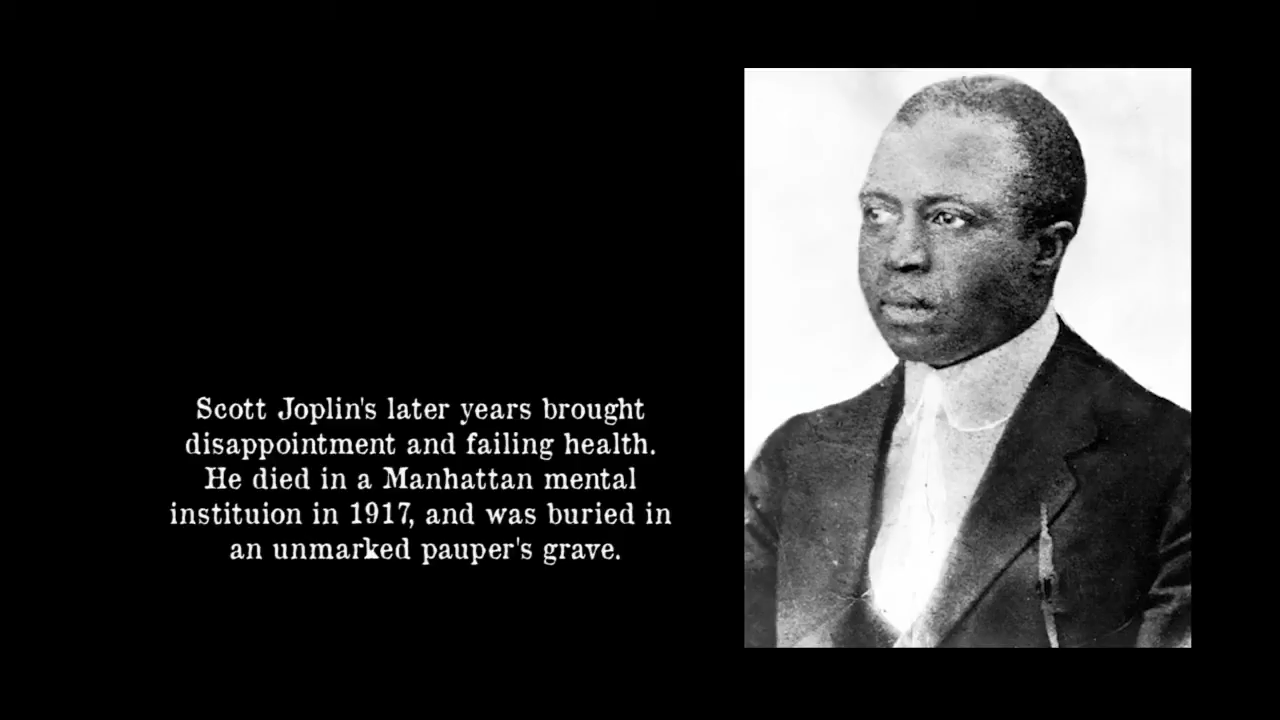 Scott Joplin's later years brought
disappointment and failing health.
He died in a Manhattan mental
instituion in 1917, and was buried in
an unmarked pauper's grave.